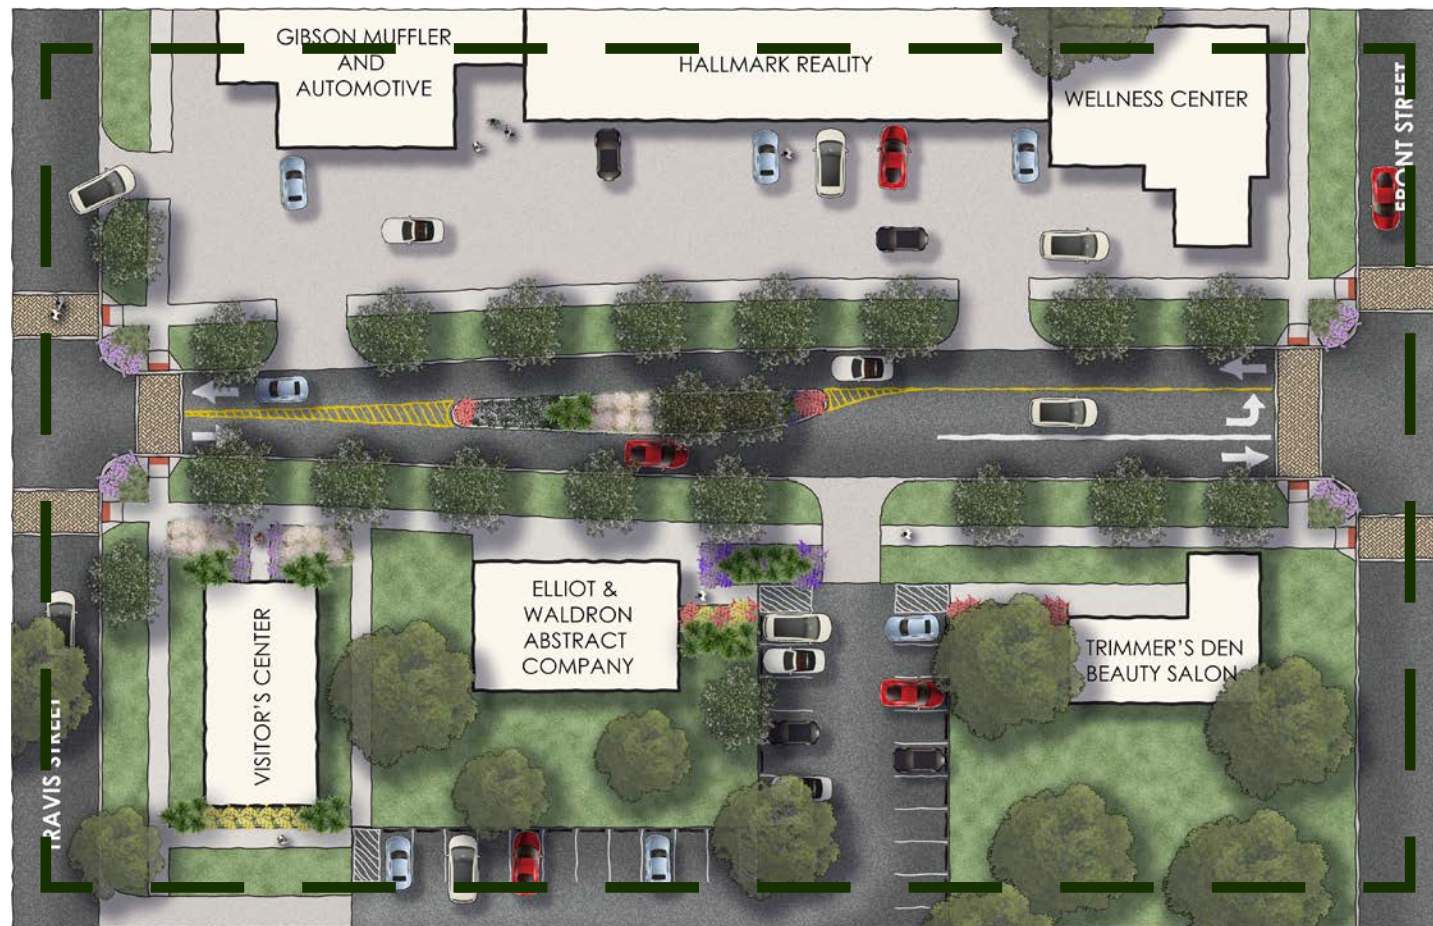 GIBSON MUFFLER
AND
AUTOMOTIVE
HALLMARK REALITY
WELLNESS CENTER
FRONT STREET
ELLIOT &
WALDRON
ABSTRACT
COMPANY
VISITOR'S CENTER
TRIMMER'S DEN
BEAUTY SALON
TRAVIS STREET